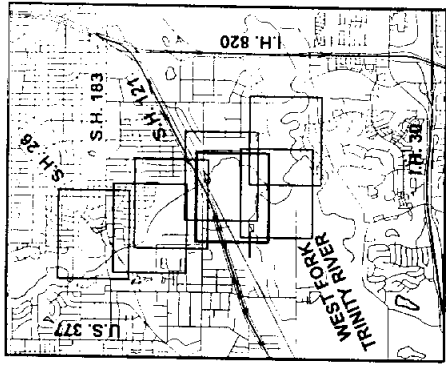 S.H. 26
S.H. 183
S.H. 121
I.H. 820
U.S. 377
WEST FORK
TRINITY RIVER
I.H. 30